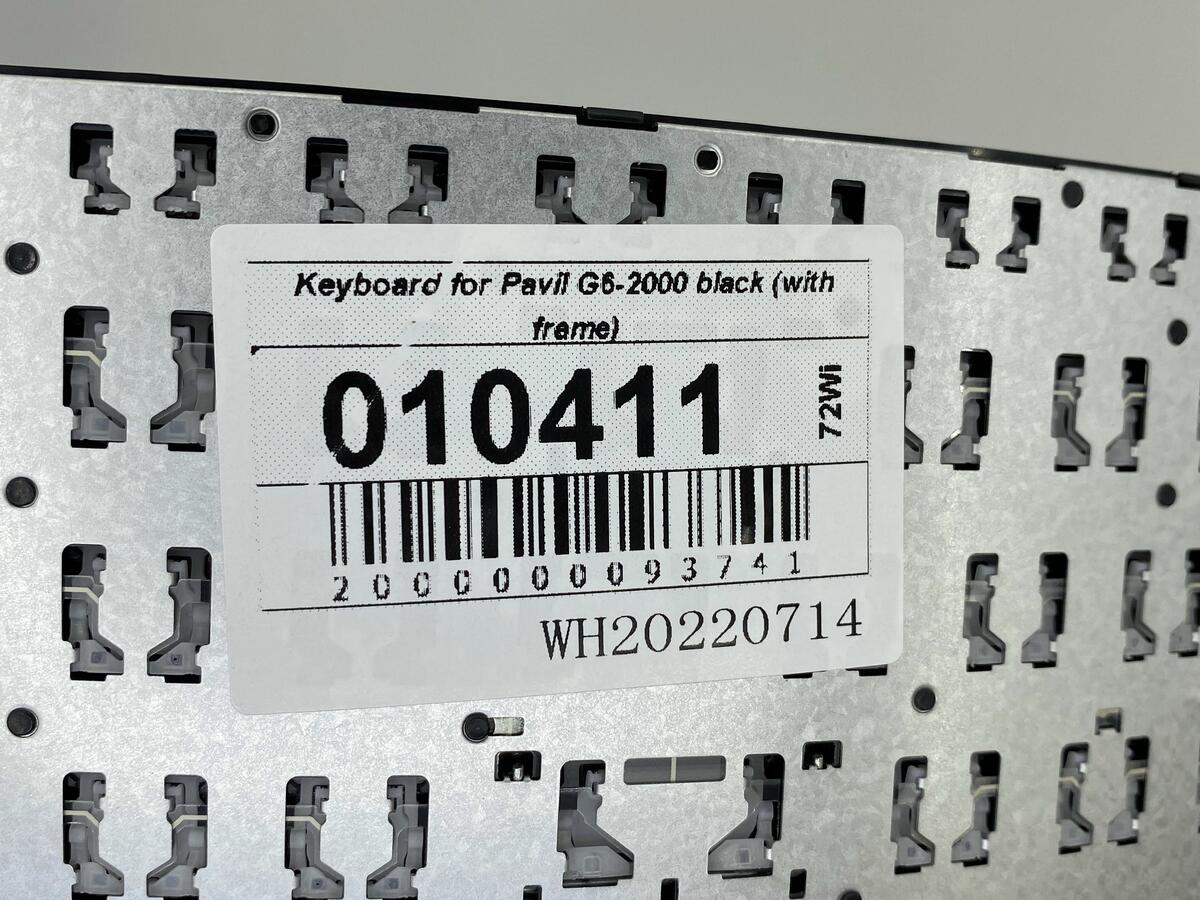 Keyboard for Pavil G6-2000 black (with
frame)
010411
72Wi
2000000093741
WH20220714